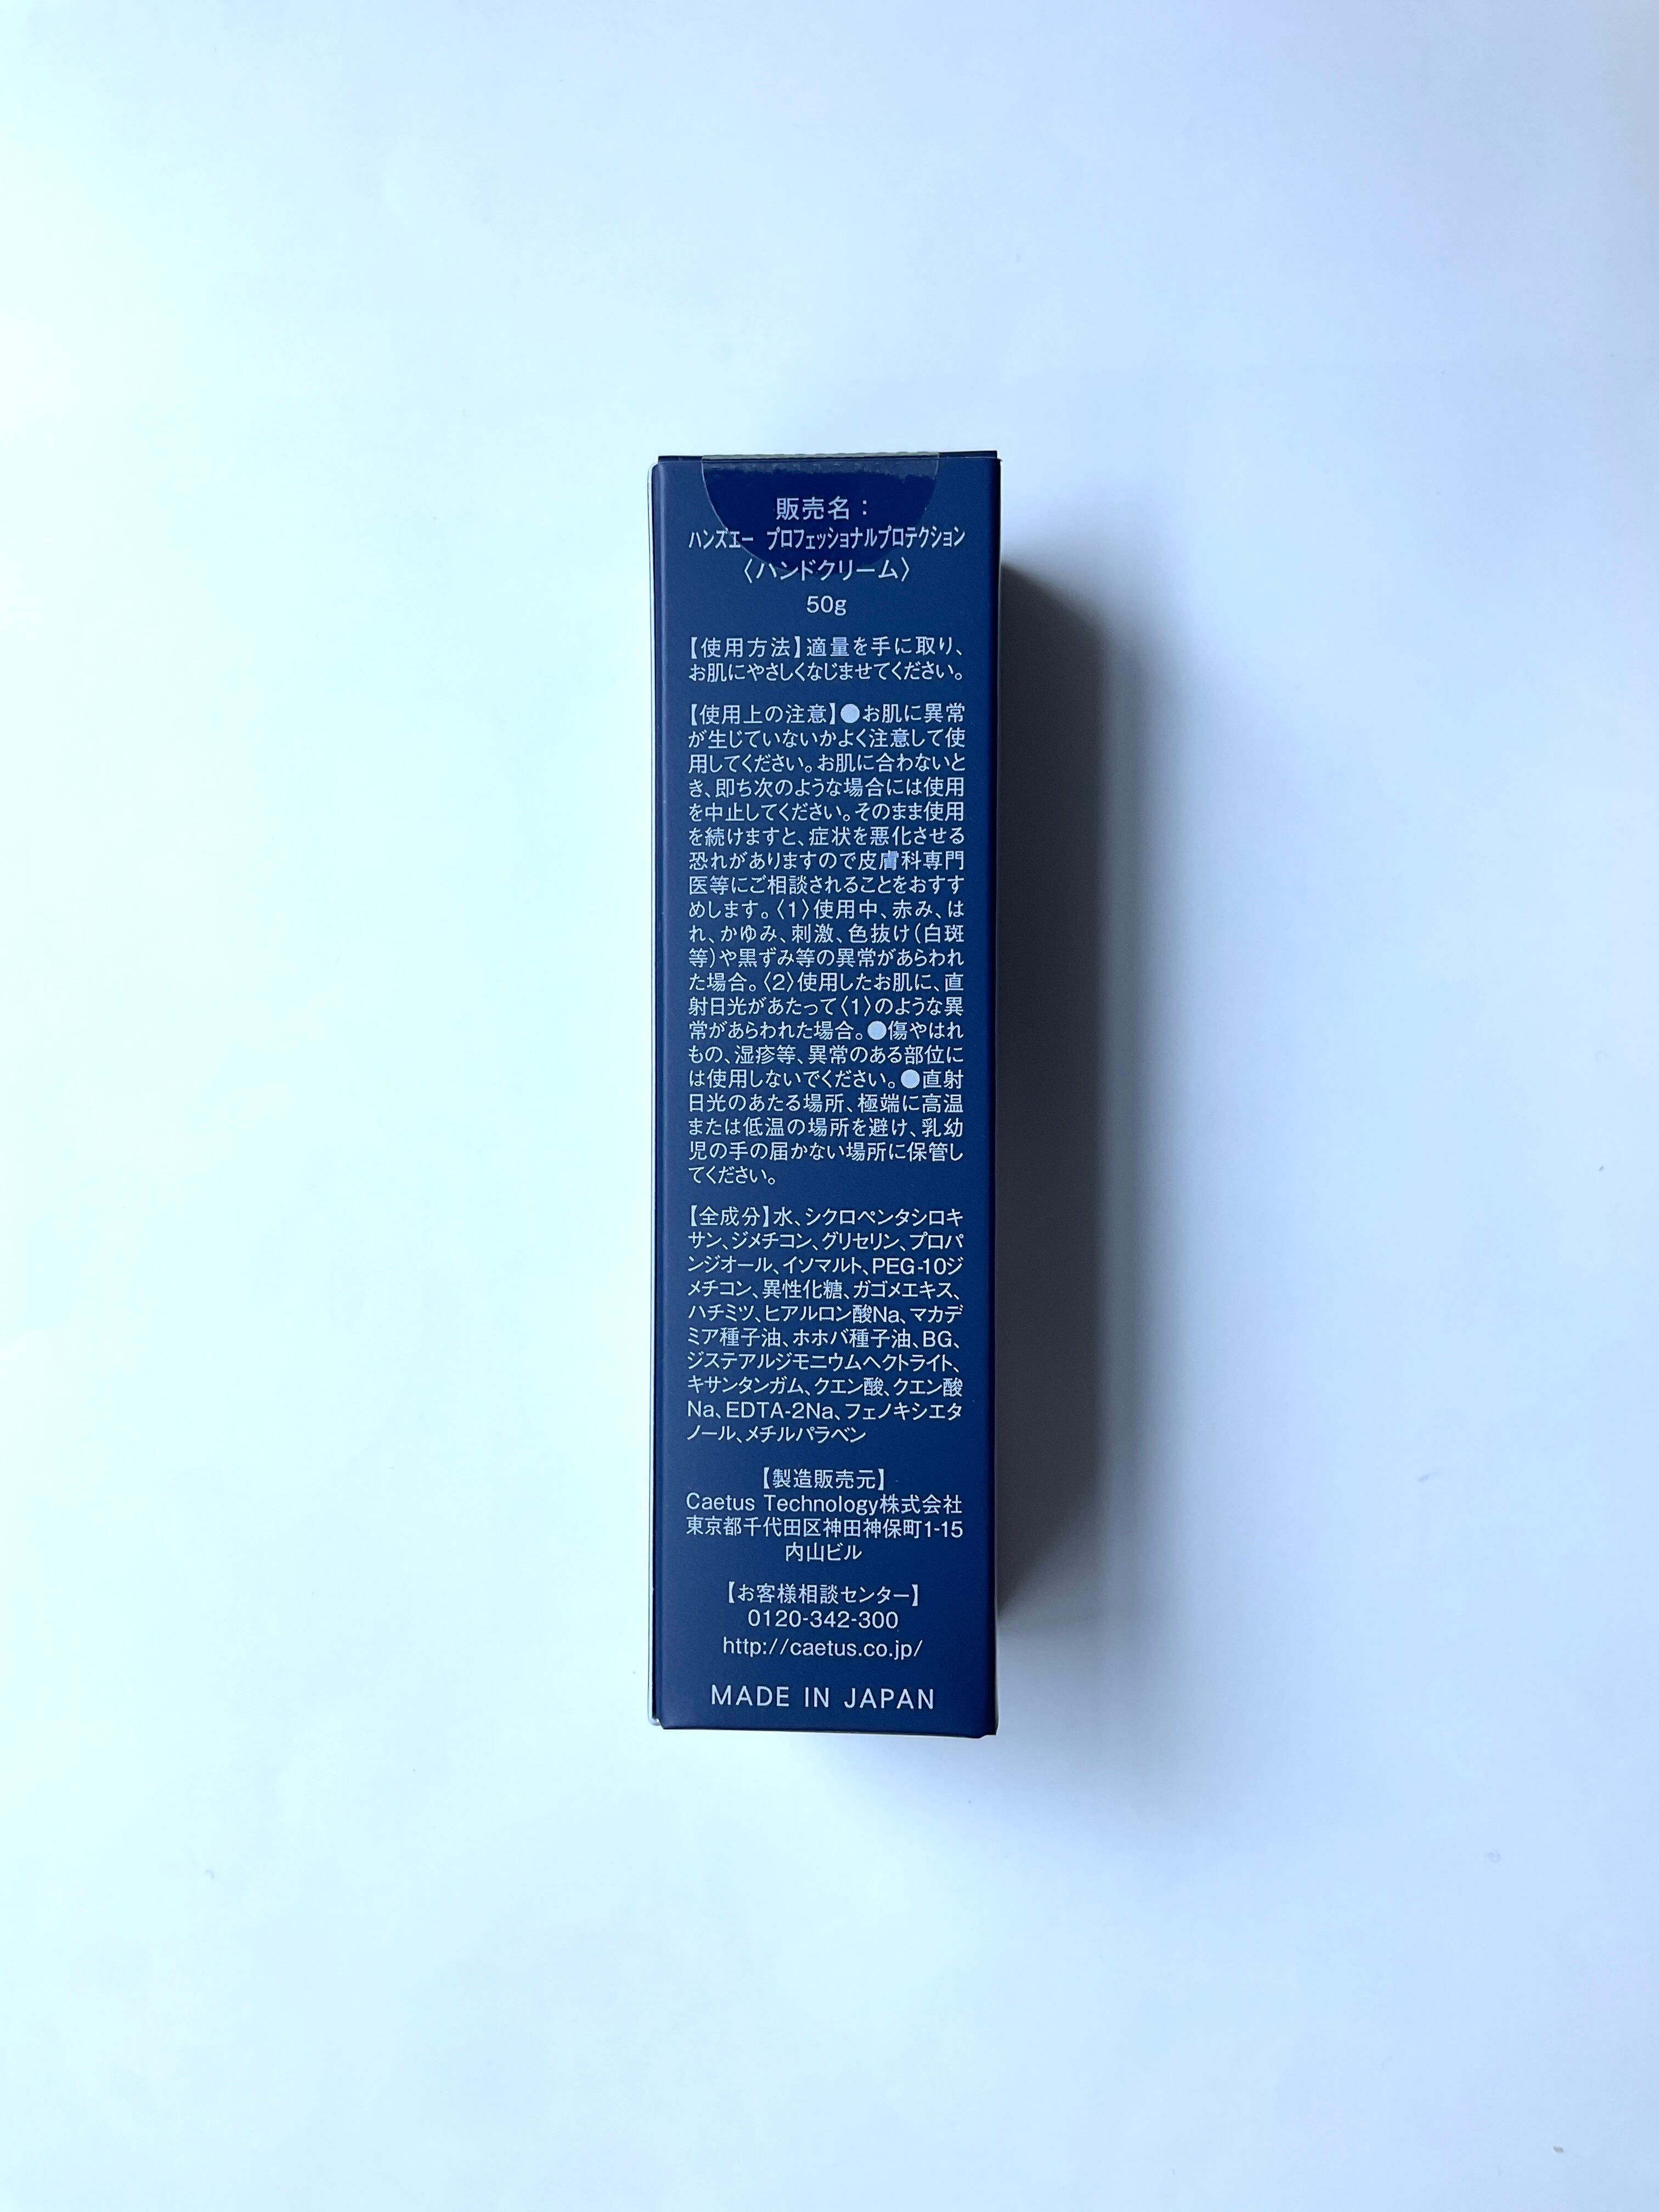 販売名：
ハンズエー プロフェッショナルプロテクション
〈ハンドクリーム〉
50g
【使用方法】適量を手に取り、
お肌にやさしくなじませてください。
【使用上の注意】●お肌に異常
が生じていないかよく注意して使
用してください。お肌に合わないと
き、即ち次のような場合には使用
を中止してください。そのまま使用
を続けますと、症状を悪化させる
恐れがありますので皮膚科専門
医等にご相談されることをおすす
めします。〈1〉使用中、赤み、は
れ、かゆみ、刺激、色抜け(白斑
等)や黒ずみ等の異常があらわれ
た場合。〈2〉使用したお肌に、直
射日光があたって〈1〉のような異
常があらわれた場合。●傷やはれ
もの、湿疹等、異常のある部位に
は使用しないでください。●直射
日光のあたる場所、極端に高温
または低温の場所を避け、乳幼
児の手の届かない場所に保管し
てください。
【全成分】水、シクロペンタシロキ
サン、ジメチコン、グリセリン、プロパ
ンジオール、イソマルト、PEG-10ジ
メチコン、異性化糖、ガゴメエキス、
ハチミツ、ヒアルロン酸Na、マカデ
ミア種子油、ホホバ種子油、BG、
ジステアルジモニウムヘクトライト、
キサンタンガム、クエン酸、クエン酸
Na、EDTA-2Na、フェノキシエタ
ノール、メチルパラベン
【製造販売元】
Caetus Technology株式会社
東京都千代田区神田神保町1-15
内山ビル
【お客様相談センター】
0120-342-300
http://caetus.co.jp/
MADE IN JAPAN